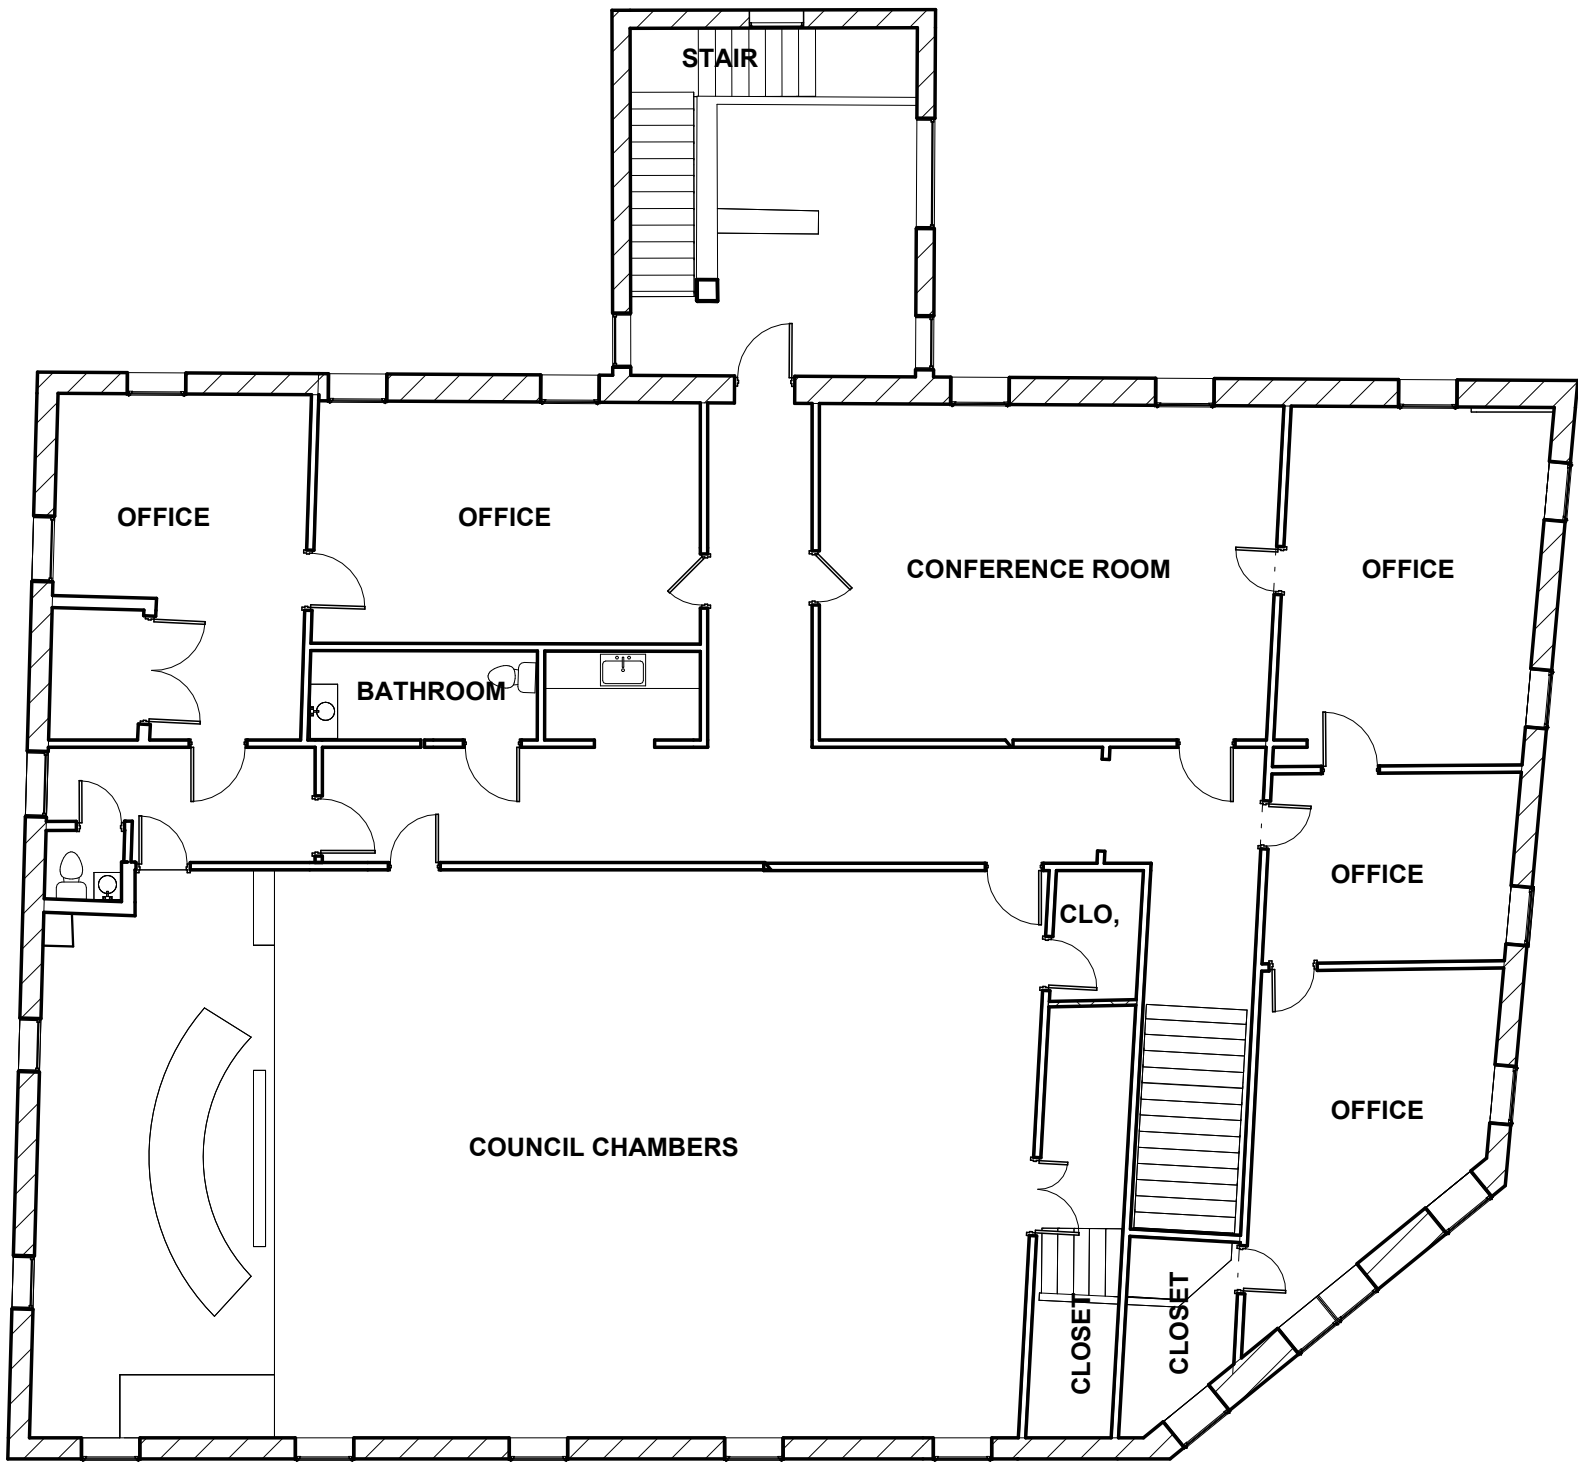 STAIR
OFFICE
OFFICE
CONFERENCE ROOM
OFFICE
BATHROOM
OFFICE
CLO,
OFFICE
COUNCIL CHAMBERS
CLOSET
CLOSET